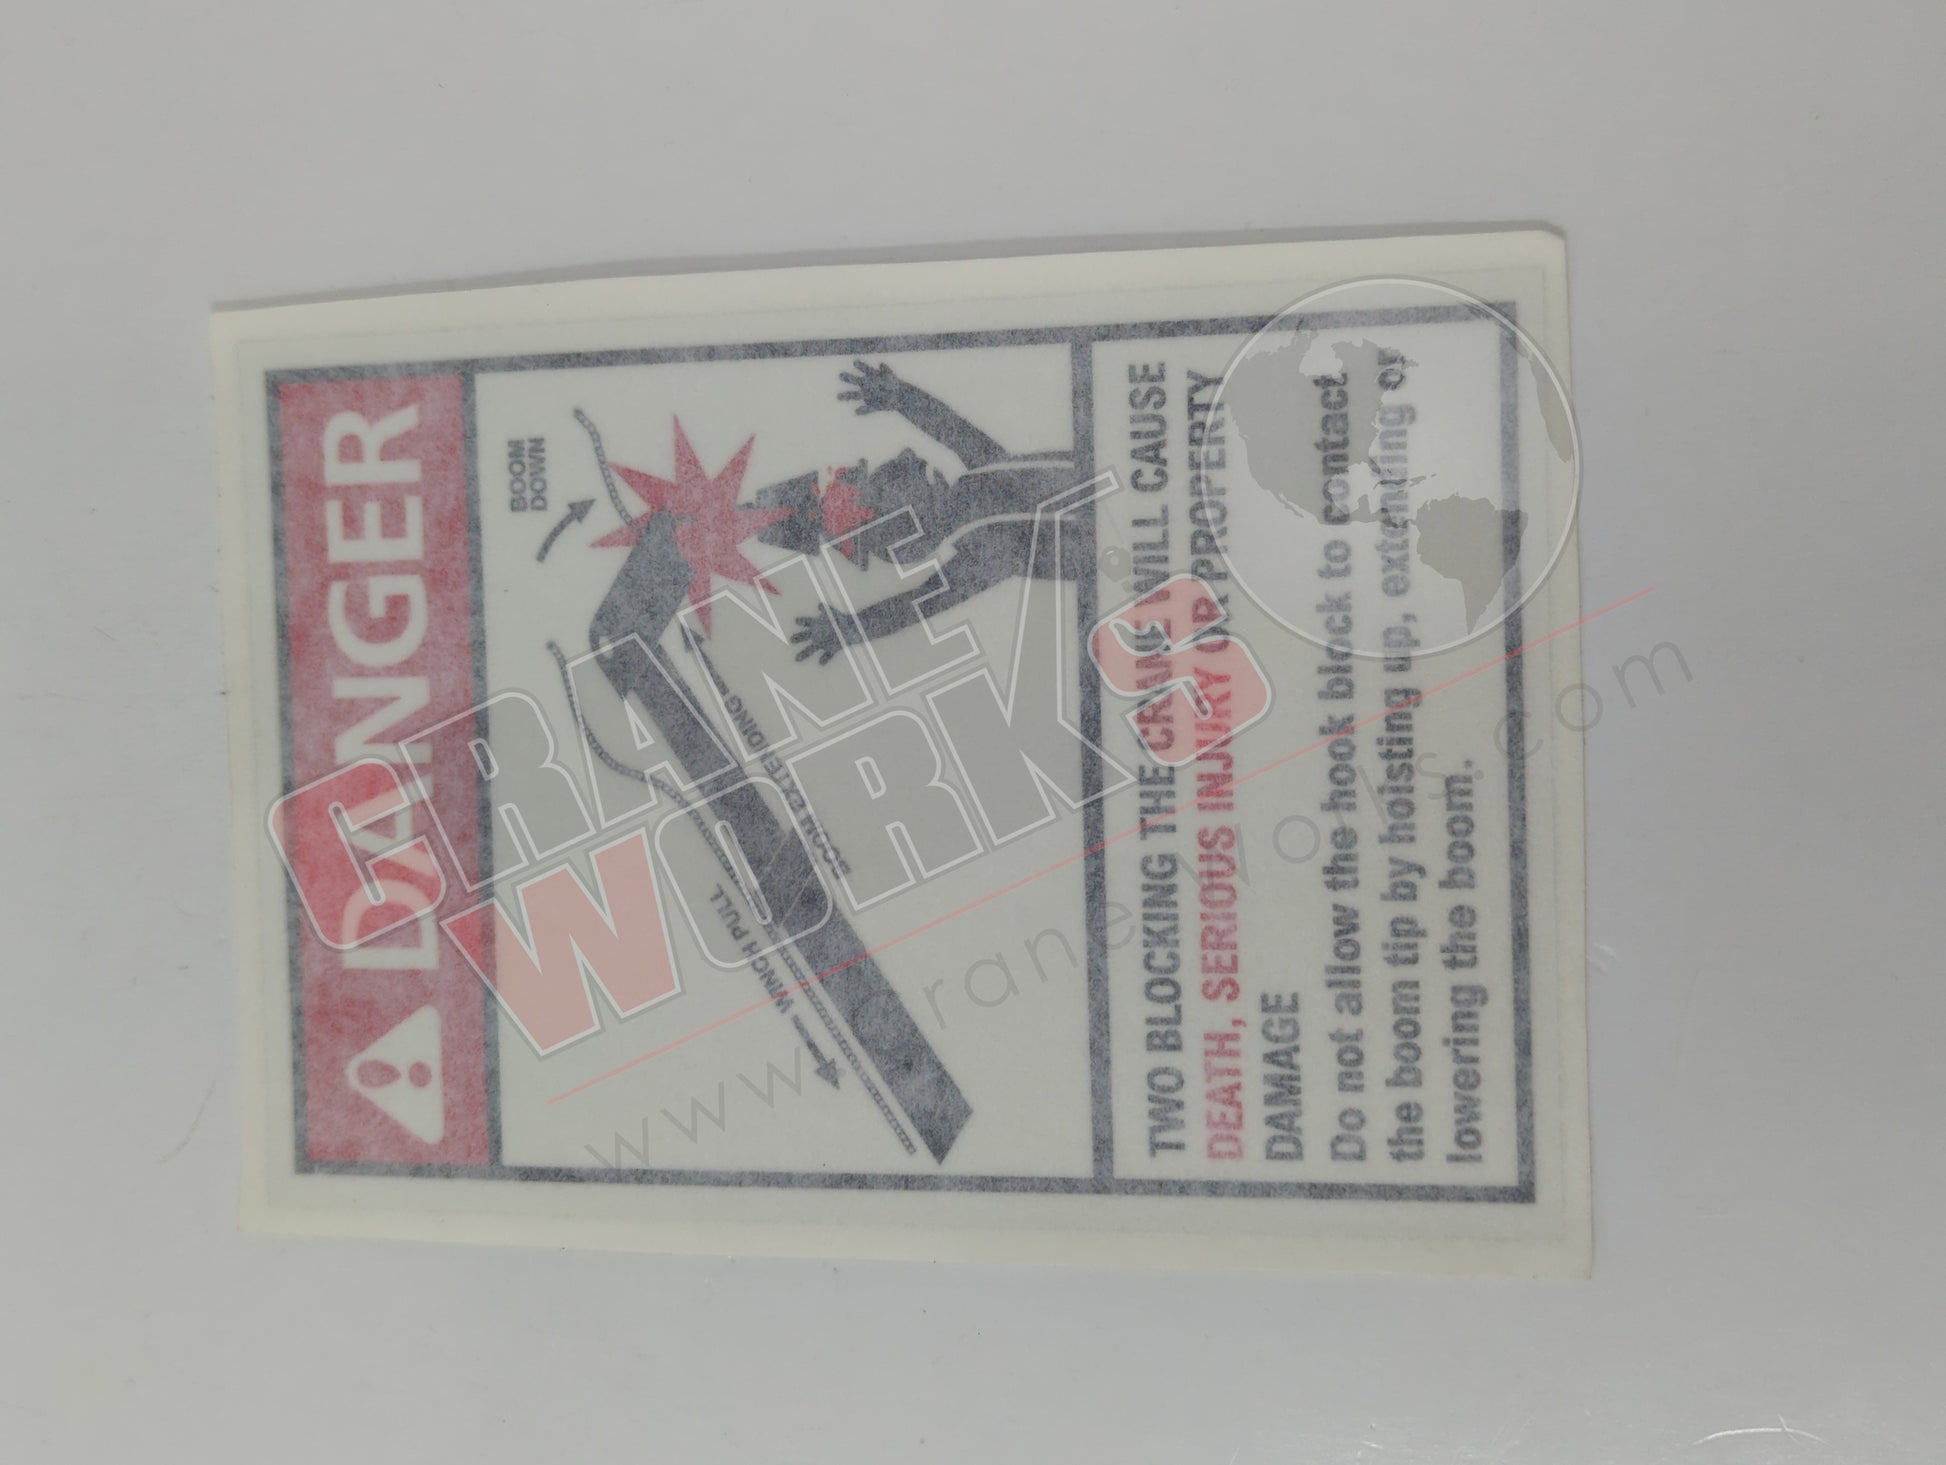 DANGER
BOOM
DOWN
WINCH PULL
BOOM EXTENDING
TWO BLOCKING THE CRANE WILL CAUSE
DEATH, SERIOUS INJURY OR PROPERTY
DAMAGE
Do not allow the hook block to contact
the boom tip by hoisting up, extending or
lowering the boom.
CRANE
WORKS
www.craneworks.com